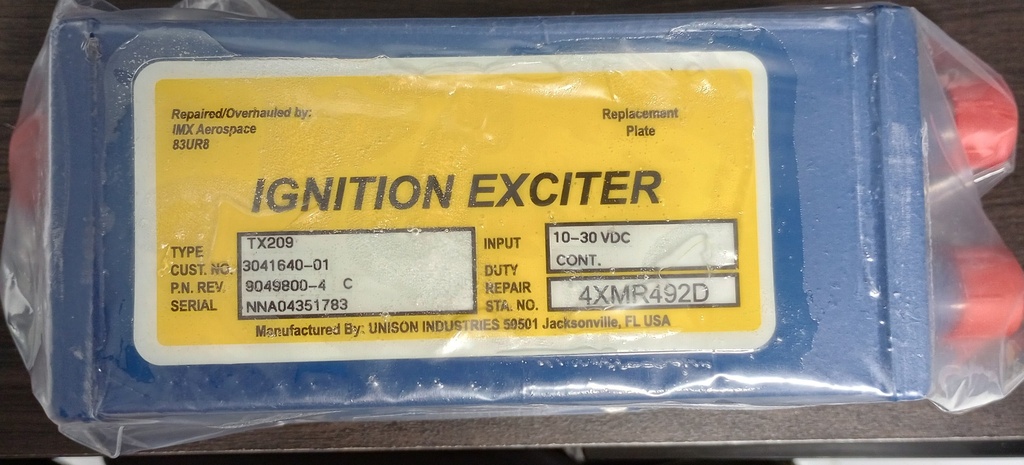 Repaired/Overhauled by:
IMX Aerospace
83UR8
Replacement
Plate
IGNITION EXCITER
TYPE TX209
CUST. NO. 3041640-01
P.N. REV. 9049800-4 C
SERIAL NNA04351783
INPUT 10-30 VDC
DUTY CONT.
REPAIR
STA. NO. 4XMR492D
Manufactured By: UNISON INDUSTRIES 59501 Jacksonville, FL USA